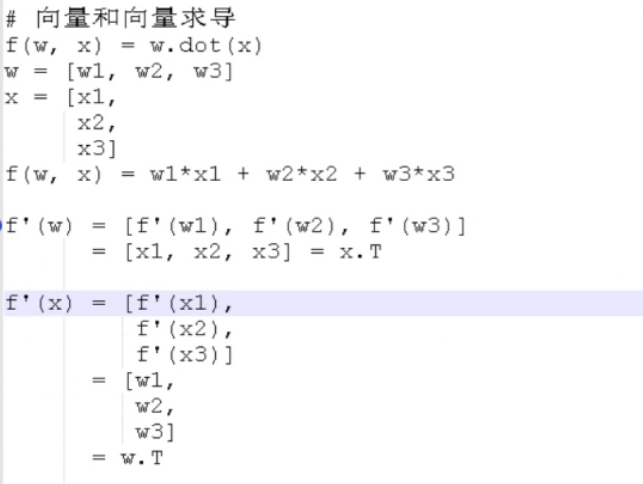 # 向量和向量求导
f(w, x) = w.dot(x)
w = [w1, w2, w3]
x = [x1,
x2,
x3]
f(w, x) = w1*x1 + w2*x2 + w3*x3
f'(w) = [f'(w1), f'(w2), f'(w3)]
= [x1, x2, x3] = x.T
f'(x) = [f'(x1),
f'(x2),
f'(x3)]
= [w1,
w2,
w3]
= w.T